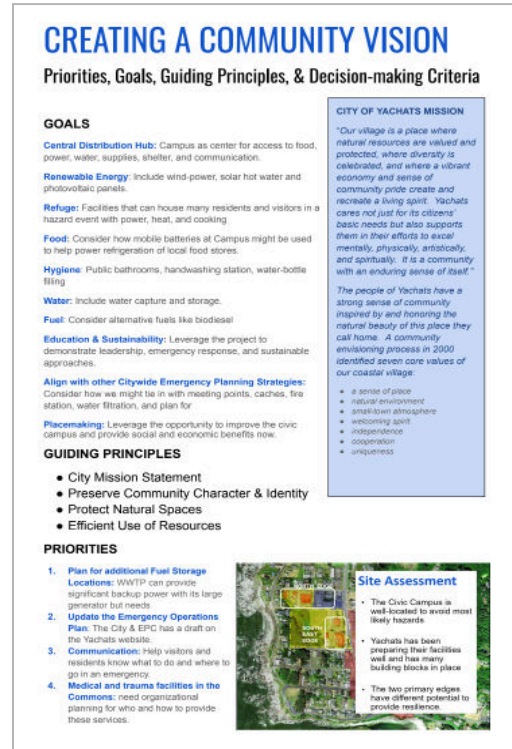 CREATING A COMMUNITY VISION
Priorities, Goals, Guiding Principles, & Decision-making Criteria
GOALS
Central Distribution Hub: Campus as center for access to food,
power, water, supplies, shelter, and communication.
Renewable Energy: Include wind-power, solar hot water and
photovoltaic panels.
Refuge: Facilities that can house many residents and visitors in a
hazard event with power, heat, and cooking
Food: Consider how mobile batteries at Campus might be used
to help power refrigeration of local food stores.
Hygiene: Public bathrooms, handwashing station, water-bottle
filling
Water: Include water capture and storage.
Fuel: Consider alternative fuels like biodiesel
Education & Sustainability: Leverage the project to
demonstrate leadership, emergency response, and sustainable
approaches.
Align with other Citywide Emergency Planning Strategies:
Consider how we might tie in with meeting points, caches, fire
station, water filtration, and plan for
Placemaking: Leverage the opportunity to improve the civic
campus and provide social and economic benefits now.
GUIDING PRINCIPLES
● City Mission Statement
● Preserve Community Character & Identity
● Protect Natural Spaces
● Efficient Use of Resources
PRIORITIES
1. Plan for additional Fuel Storage
Locations: WWTP can provide
significant backup power with its large
generator but needs
2. Update the Emergency Operations
Plan: The City & EPC has a draft on
the Yachats website.
3. Communication: Help visitors and
residents know what to do and where to
go in an emergency.
4. Medical and trauma facilities in the
Commons: need organizational
planning for who and how to provide
these services.
CITY OF YACHATS MISSION
"Our village is a place where
natural resources are valued and
protected, where diversity is
celebrated, and where a vibrant
economy and sense of
community pride create and
recreate a living spirit. Yachats
cares not just for its citizens'
basic needs but also supports
them in their efforts to excel
mentally, physically, artistically,
and spiritually. It is a community
with an enduring sense of itself."
The people of Yachats have a
strong sense of community
inspired by and honoring the
natural beauty of this place they
call home. A community
envisioning process in 2000
identified seven core values of
our coastal village:
● a sense of place
● natural environment
● small-town atmosphere
● welcoming spirit
● independence
● cooperation
● uniqueness
EAST
EDGE
Site Assessment
• The Civic Campus is
well-located to avoid most
likely hazards
• Yachats has been
preparing their facilities
well and has many
building blocks in place
• The two primary edges
have different potential to
provide resilience.